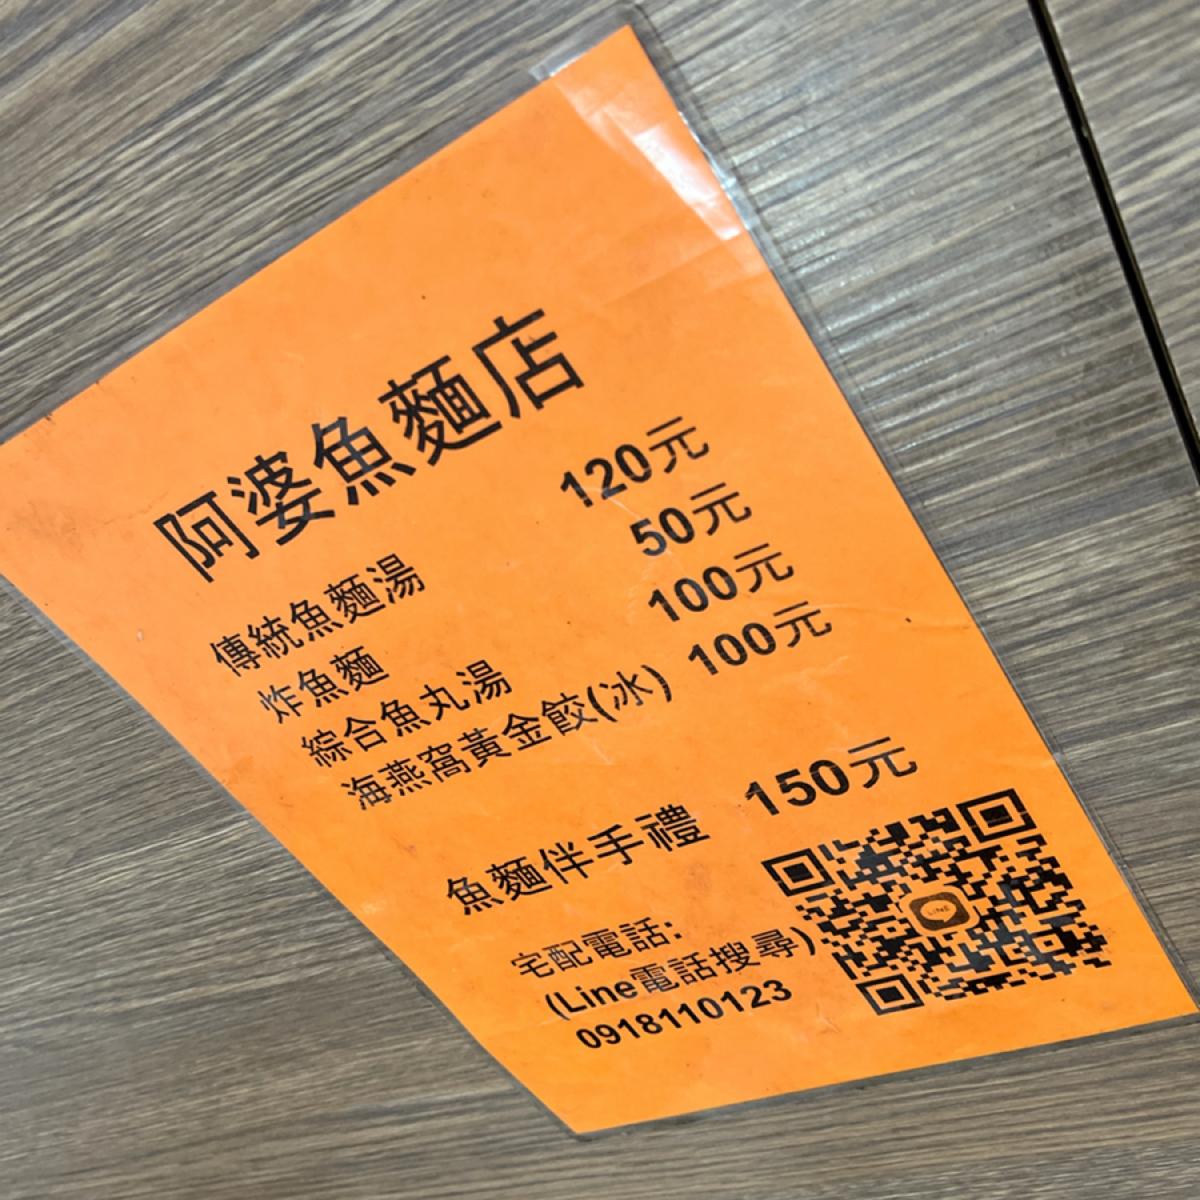 阿婆魚麵店
傳統魚麵湯 120元
炸魚麵 50元
綜合魚丸湯 100元
海燕窩黃金餃(冰) 100元
魚麵伴手禮 150元
宅配電話:
(Line電話搜尋)
0918110123
LINE